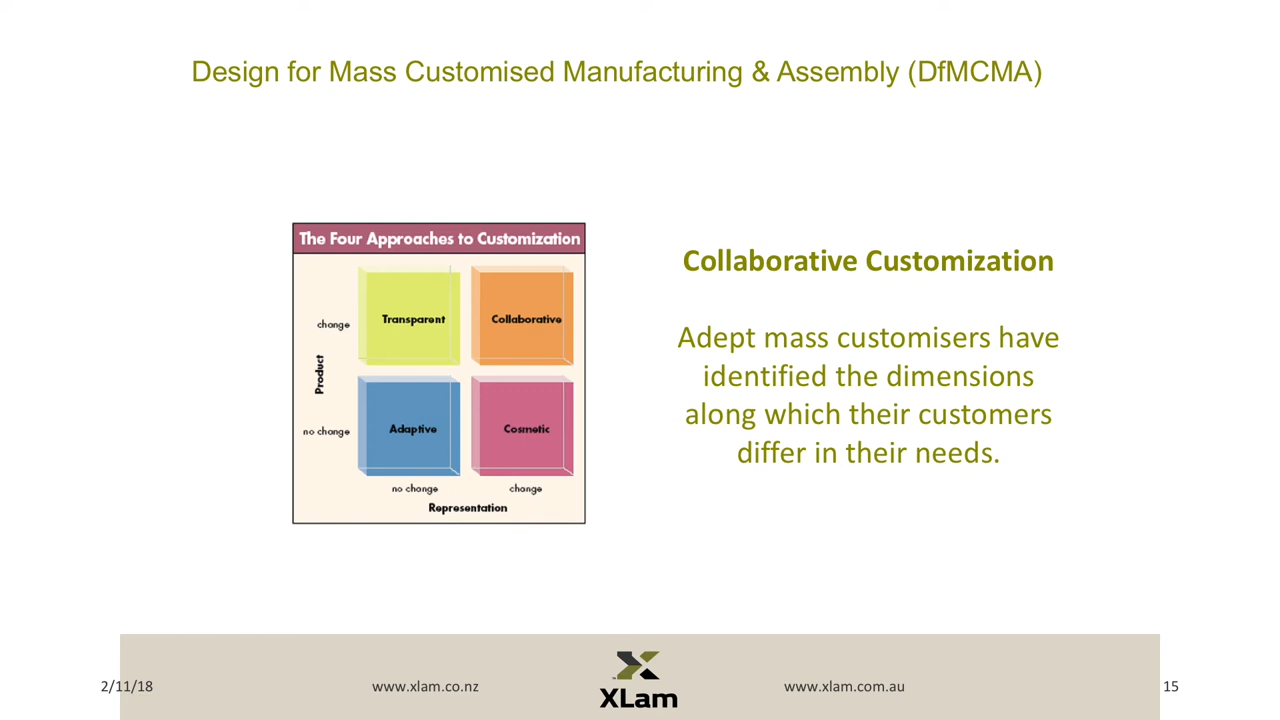 Design for Mass Customised Manufacturing & Assembly (DfMCMA)
The Four Approaches to Customization
Transparent
Collaborative
change
Product
no change
Adaptive
Cosmetic
no change
change
Representation
Collaborative Customization
Adept mass customisers have
identified the dimensions
along which their customers
differ in their needs.
2/11/18
www.xlam.co.nz
XLam
www.xlam.com.au
15